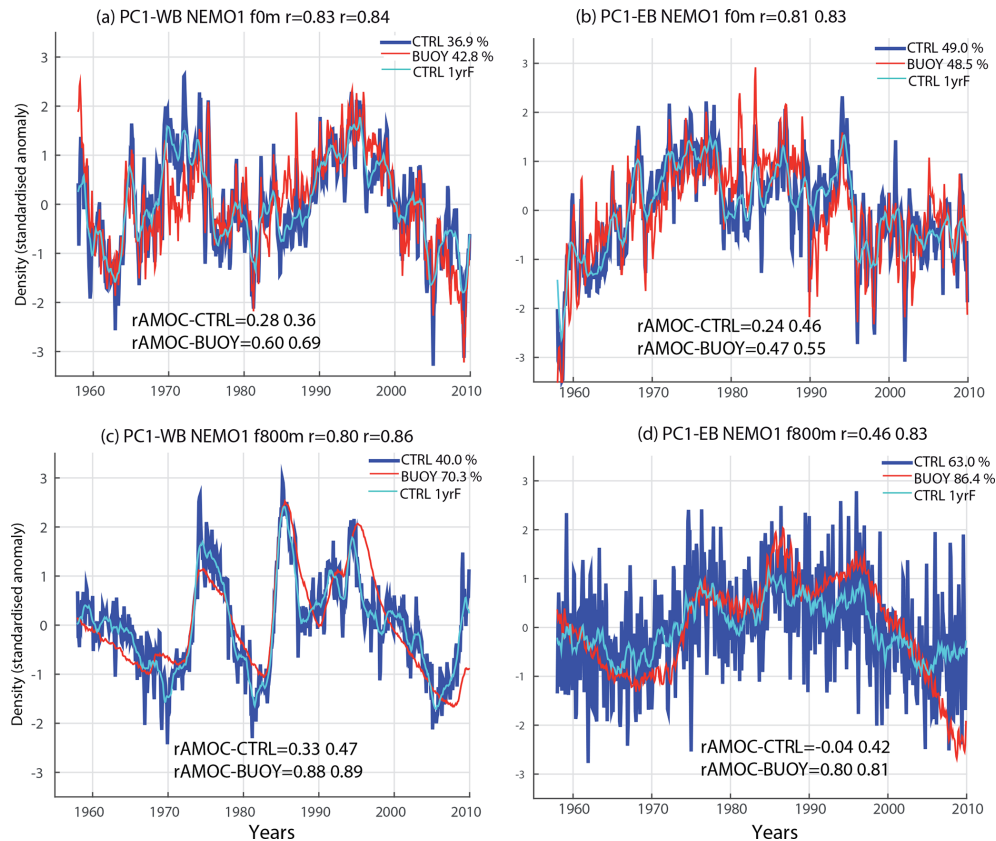 (a) PC1-WB NEMO1 f0m r=0.83 r=0.84
CTRL 36.9 %
BUOY 42.8 %
CTRL 1yrF
3
2
1
0
-1
-2
-3
Density (standardised anomaly)
rAMOC-CTRL=0.28 0.36
rAMOC-BUOY=0.60 0.69
1960 1970 1980 1990 2000 2010
(b) PC1-EB NEMO1 f0m r=0.81 0.83
CTRL 49.0 %
BUOY 48.5 %
CTRL 1yrF
3
2
1
0
-1
-2
-3
rAMOC-CTRL=0.24 0.46
rAMOC-BUOY=0.47 0.55
1960 1970 1980 1990 2000 2010
(c) PC1-WB NEMO1 f800m r=0.80 r=0.86
CTRL 40.0 %
BUOY 70.3 %
CTRL 1yrF
3
2
1
0
-1
-2
-3
Density (standardised anomaly)
rAMOC-CTRL=0.33 0.47
rAMOC-BUOY=0.88 0.89
1960 1970 1980 1990 2000 2010
Years
(d) PC1-EB NEMO1 f800m r=0.46 0.83
CTRL 63.0 %
BUOY 86.4 %
CTRL 1yrF
3
2
1
0
-1
-2
-3
rAMOC-CTRL=-0.04 0.42
rAMOC-BUOY=0.80 0.81
1960 1970 1980 1990 2000 2010
Years